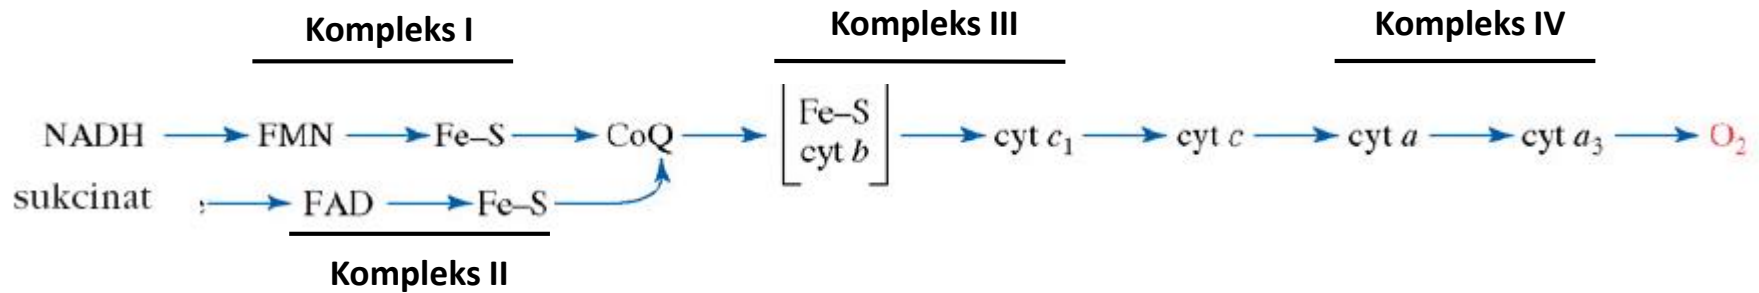 Kompleks I
Kompleks III
Kompleks IV
NADH FMN Fe–S CoQ Fe–S cyt b cyt c₁ cyt c cyt a cyt a₃ O₂
sukcinat , FAD Fe–S
Kompleks II